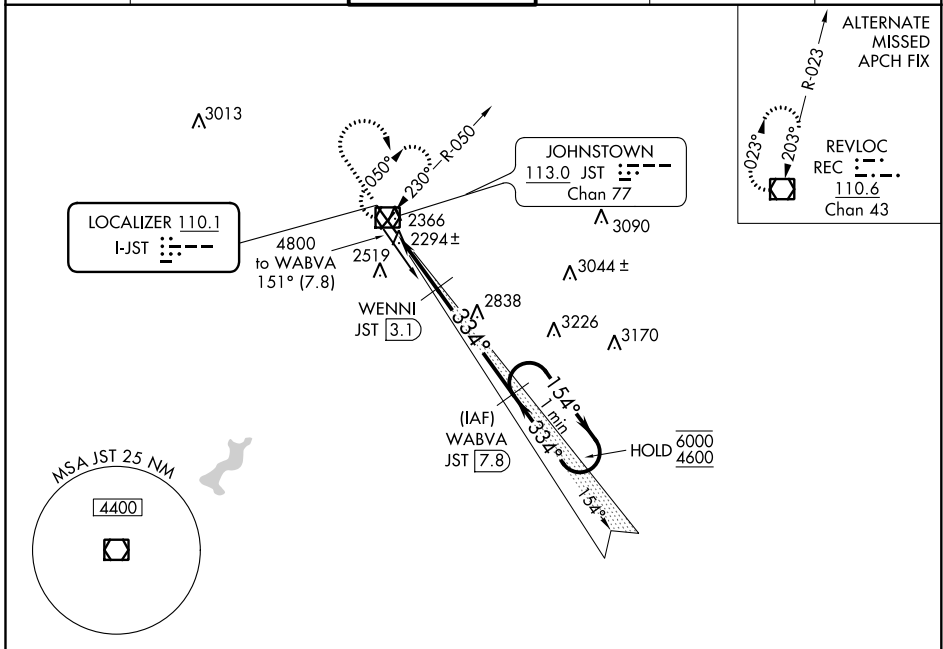 ALTERNATE
MISSED
APCH FIX
R-023
023°
203°
REVLOC
REC
110.6
Chan 43
3013
R-050
050°
230°
JOHNSTOWN
113.0 JST
Chan 77
LOCALIZER 110.1
I-JST
2366
2294 ±
3090
4800
to WABVA
151° (7.8)
2519
3044 ±
WENNI
JST 3.1
2838
334°
3226
3170
154°
1 min
334°
(IAF)
WABVA
JST 7.8
HOLD 6000
4600
154°
MSA JST 25 NM
4400